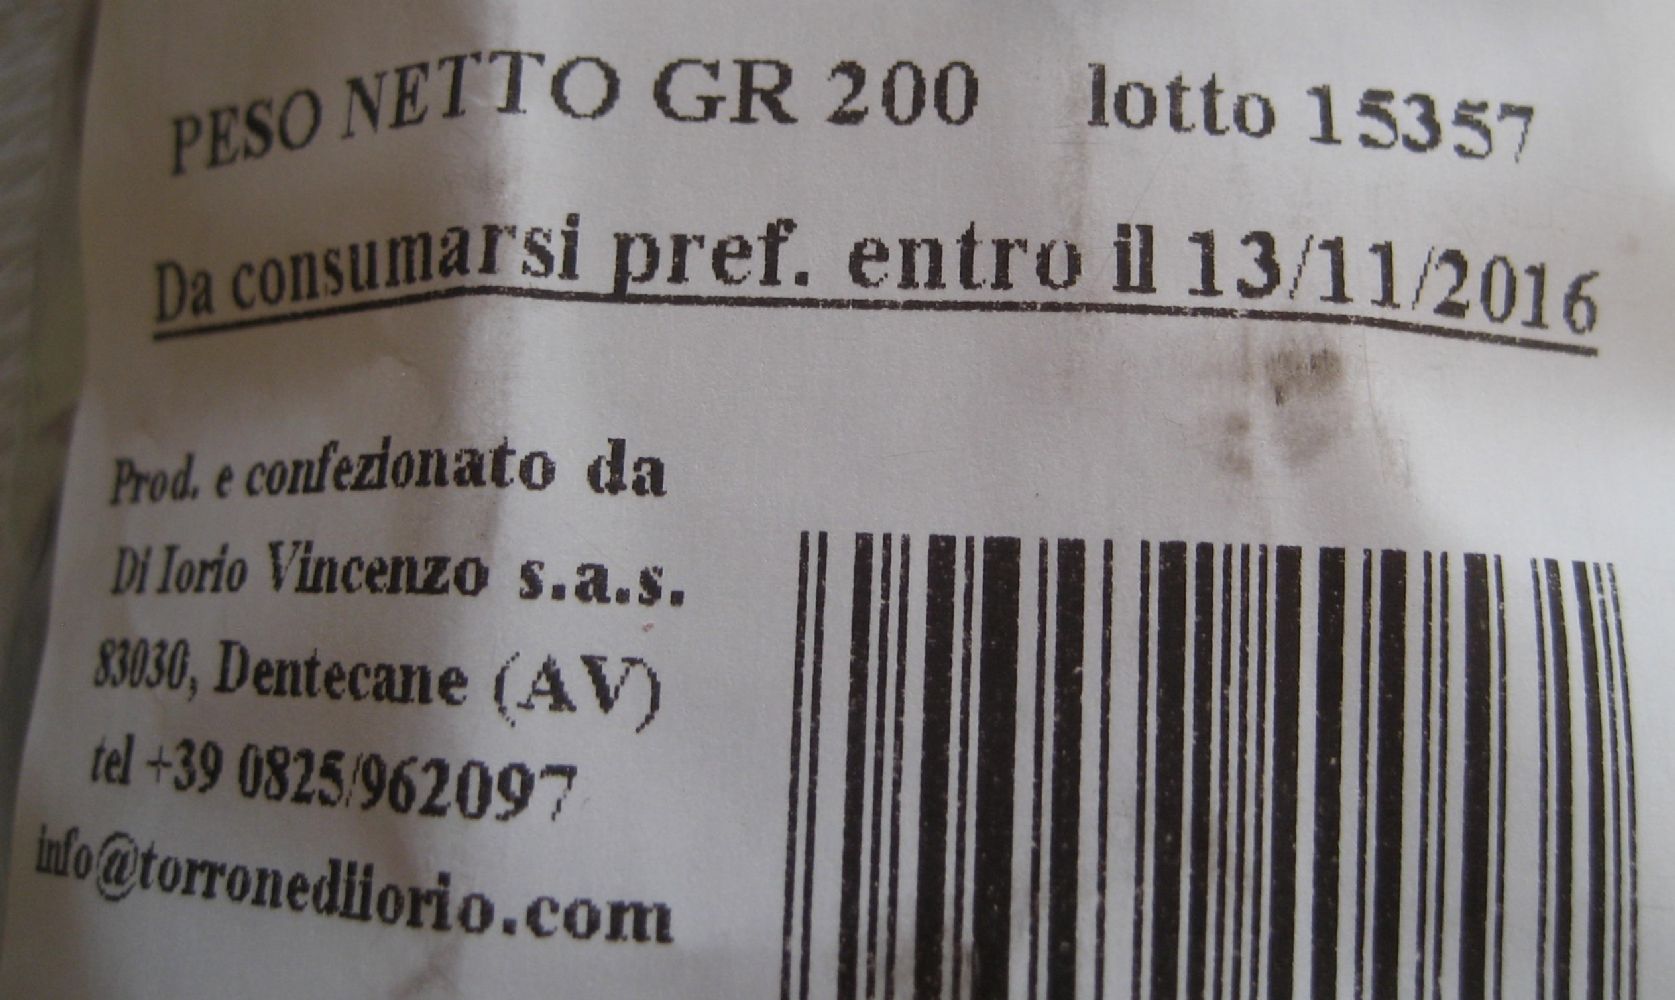 PESO NETTO GR 200 lotto 15357
Da consumarsi pref. entro il 13/11/2016
Prod. e confezionato da
Di Iorio Vincenzo s.a.s.
83030, Dentecane (AV)
tel +39 0825/962097
info@torronediiorio.com